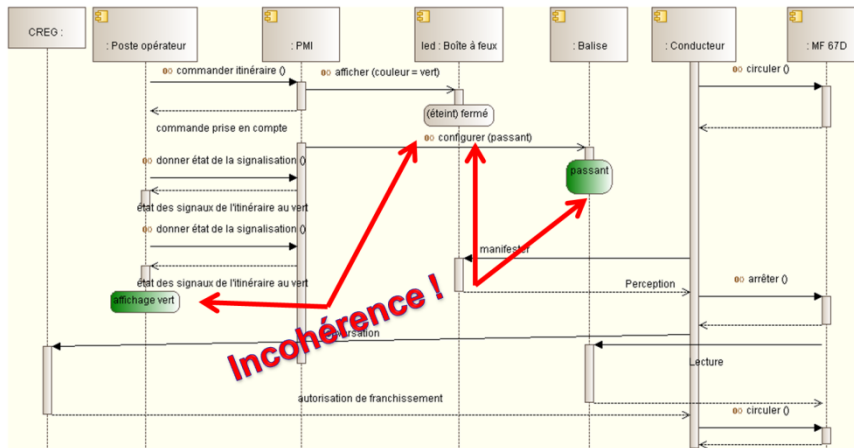 CREG :
: Poste opérateur
: PMI
led : Boîte à feux
: Balise
: Conducteur
: MF 67D
circuler ()
commander itinéraire ()
afficher (couleur = vert)
(éteint) fermé
commande prise en compte
configurer (passant)
donner état de la signalisation ()
passant
état des signaux de l'itinéraire au vert
donner état de la signalisation ()
manifester
état des signaux de l'itinéraire au vert
Perception
arrêter ()
affichage vert
Incohérence !
Lecture
autorisation de franchissement
circuler ()